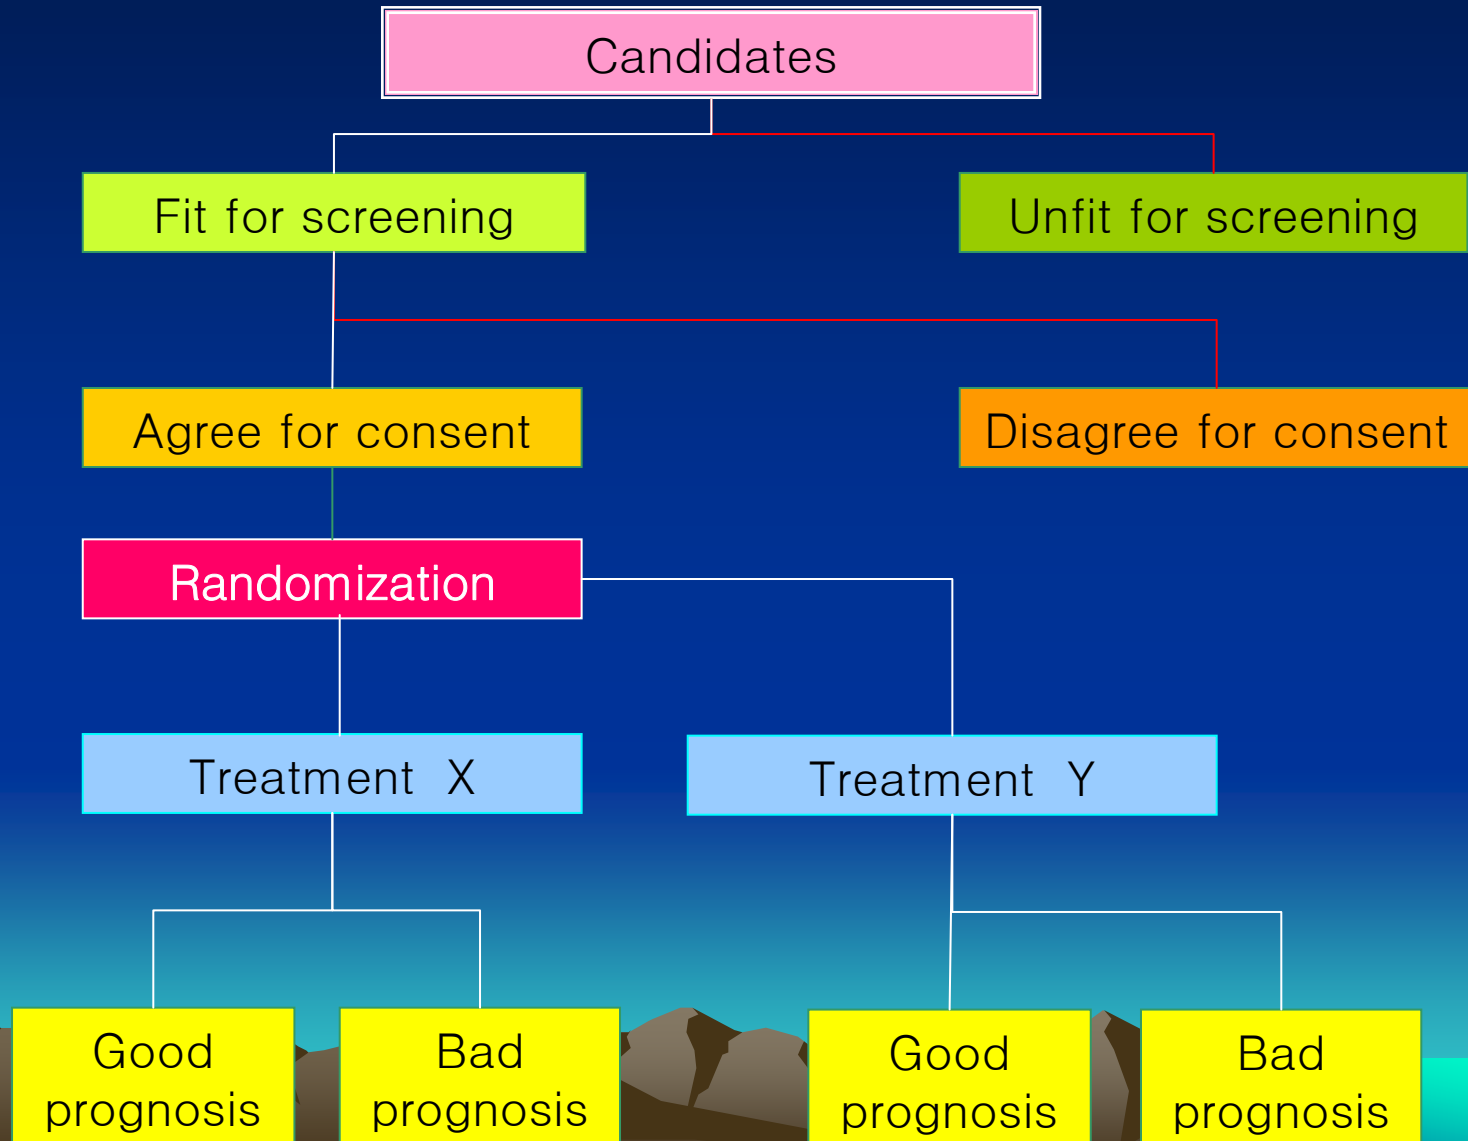 Candidates
Fit for screening
Unfit for screening
Agree for consent
Disagree for consent
Randomization
Treatment X
Treatment Y
Good
prognosis
Bad
prognosis
Good
prognosis
Bad
prognosis